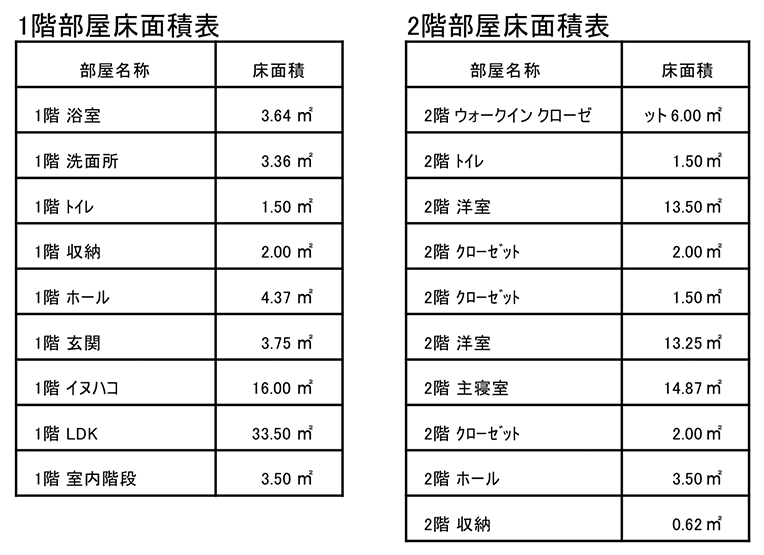 1階部屋床面積表
部屋名称 床面積
1階 浴室 3.64 ㎡
1階 洗面所 3.36 ㎡
1階 ﾄｲﾚ 1.50 ㎡
1階 収納 2.00 ㎡
1階 ホール 4.37 ㎡
1階 玄関 3.75 ㎡
1階 イヌハコ 16.00 ㎡
1階 LDK 33.50 ㎡
1階 室内階段 3.50 ㎡
2階部屋床面積表
部屋名称 床面積
2階 ウォークイン クローゼ ット 6.00 ㎡
2階 ﾄｲﾚ 1.50 ㎡
2階 洋室 13.50 ㎡
2階 ｸﾛｰｾﾞｯﾄ 2.00 ㎡
2階 ｸﾛｰｾﾞｯﾄ 1.50 ㎡
2階 洋室 13.25 ㎡
2階 主寝室 14.87 ㎡
2階 ｸﾛｰｾﾞｯﾄ 2.00 ㎡
2階 ホール 3.50 ㎡
2階 収納 0.62 ㎡